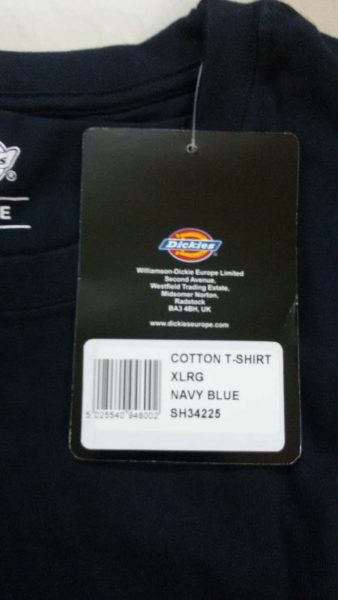 Dickies
Williamson-Dickie Europe Limited
Second Avenue,
Westfield Trading Estate,
Midsomer Norton,
Radstock
BA3 4BH, UK
www.dickieseurope.com
COTTON T-SHIRT
XLRG
NAVY BLUE
SH34225
5 025540 946002